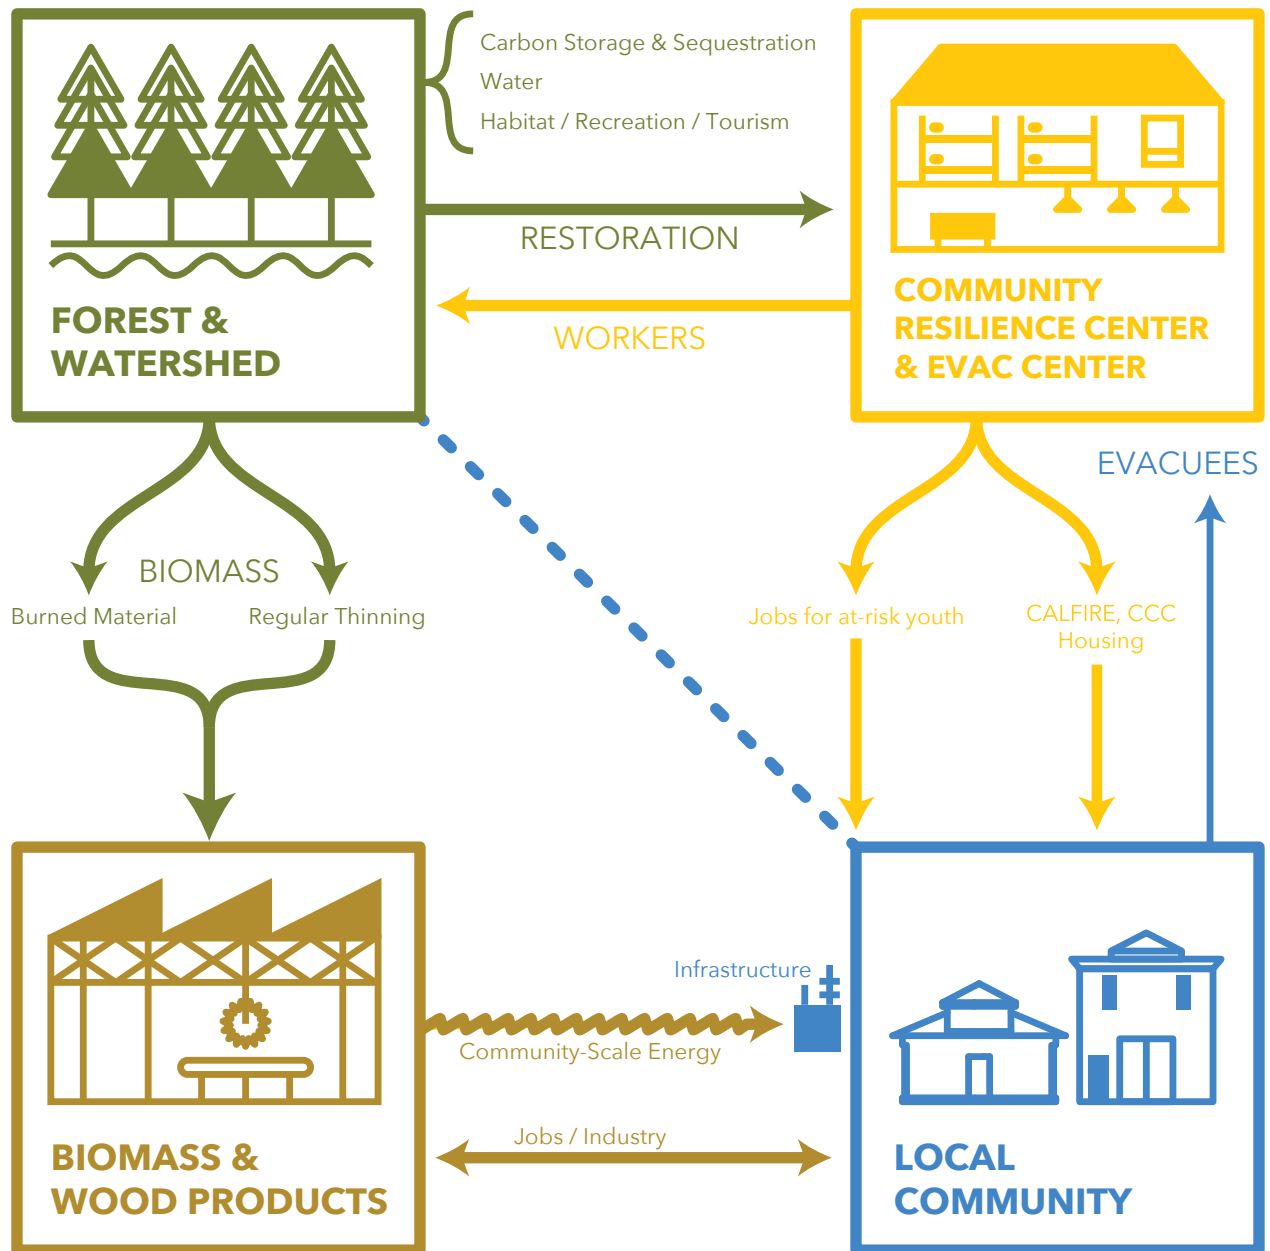 Carbon Storage & Sequestration
Water
Habitat / Recreation / Tourism
FOREST &
WATERSHED
RESTORATION
WORKERS
COMMUNITY
RESILIENCE CENTER
& EVAC CENTER
EVACUEES
BIOMASS
Burned Material
Regular Thinning
Jobs for at-risk youth
CALFIRE, CCC
Housing
Infrastructure
Community-Scale Energy
Jobs / Industry
BIOMASS &
WOOD PRODUCTS
LOCAL
COMMUNITY